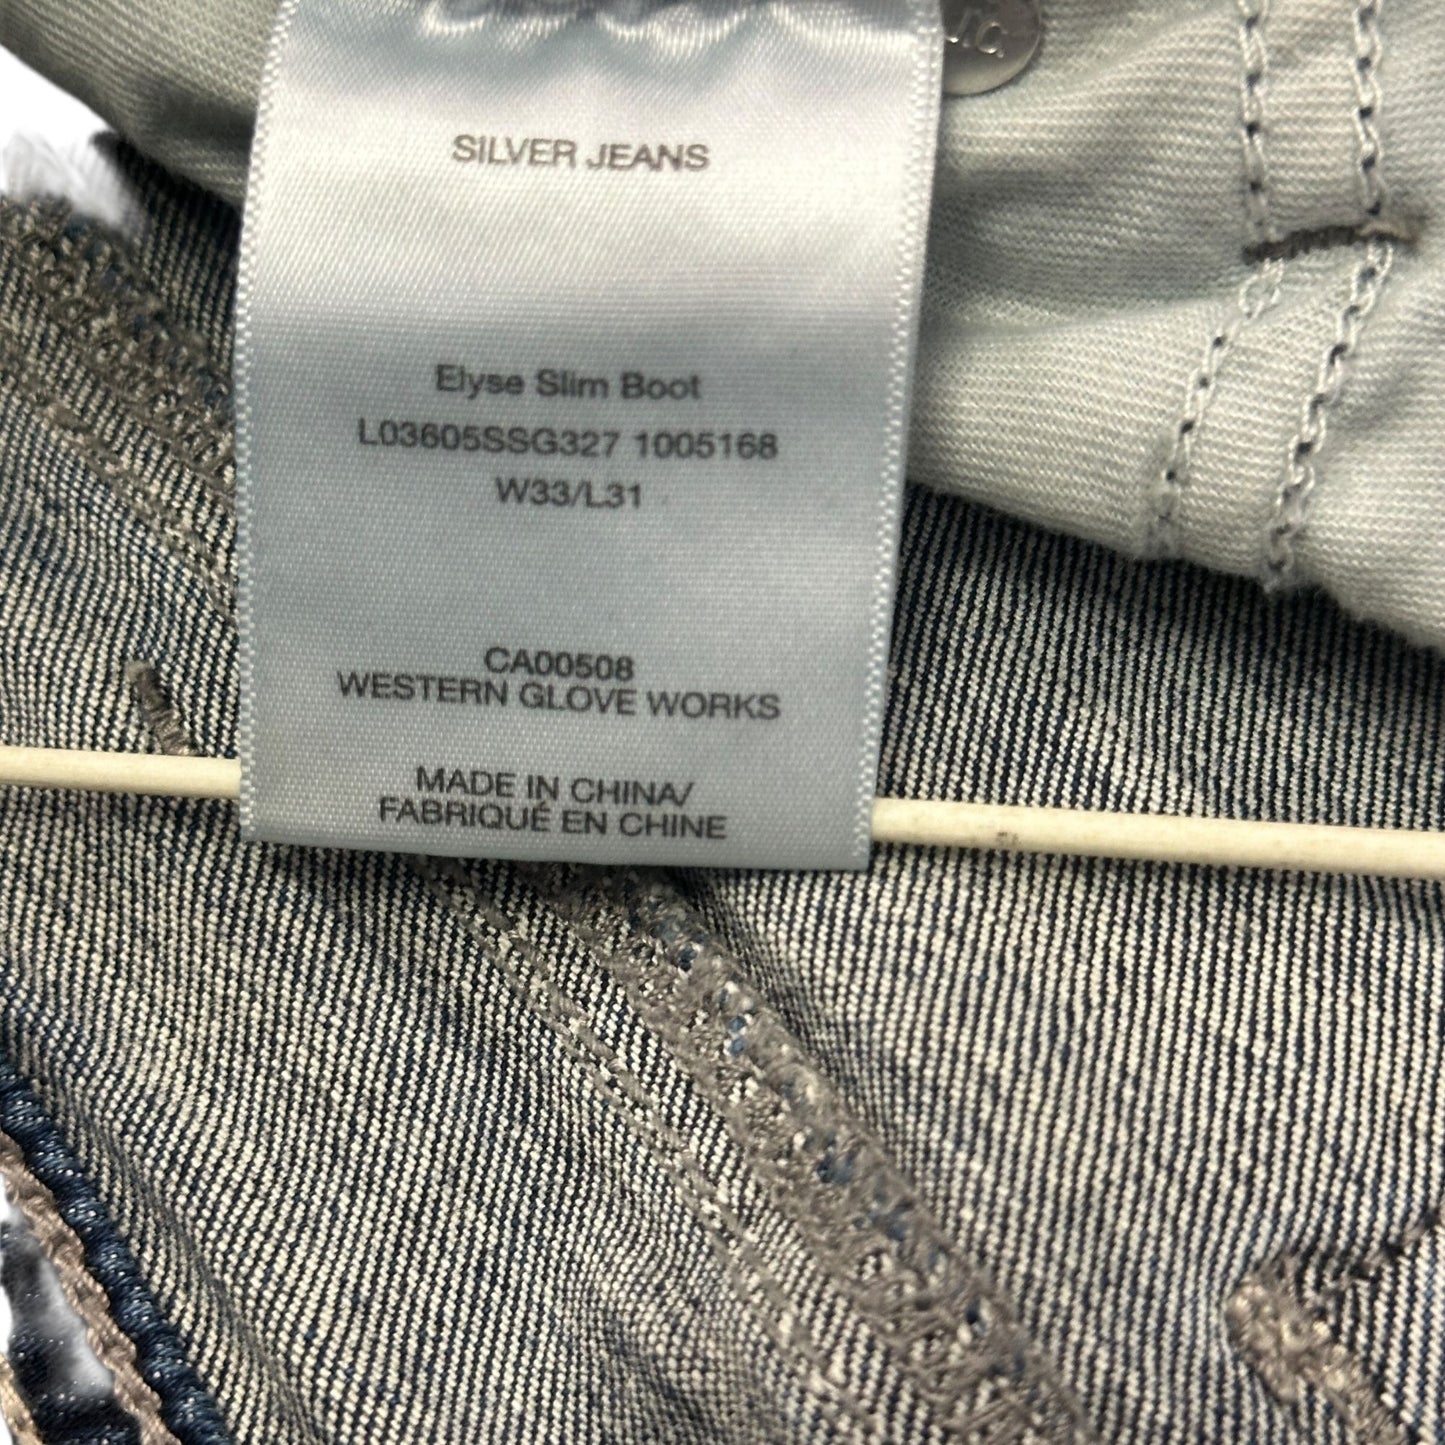 SILVER JEANS
Elyse Slim Boot
L03605SSG327 1005168
W33/L31
CA00508
WESTERN GLOVE WORKS
MADE IN CHINA/
FABRIQUÉ EN CHINE